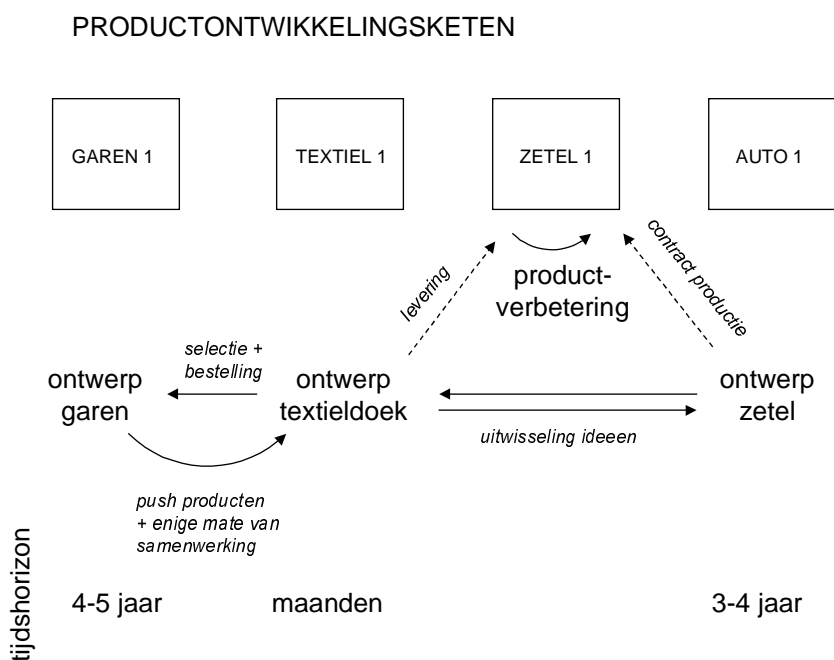 PRODUCTONTWIKKELINGSKETEN
GAREN 1
TEXTIEL 1
ZETEL 1
AUTO 1
levering
product-
verbetering
contract productie
selectie +
bestelling
ontwerp
garen
ontwerp
textieldoek
ontwerp
zetel
uitwisseling ideeen
push producten
+ enige mate van
samenwerking
tijdshorizon
4-5 jaar
maanden
3-4 jaar